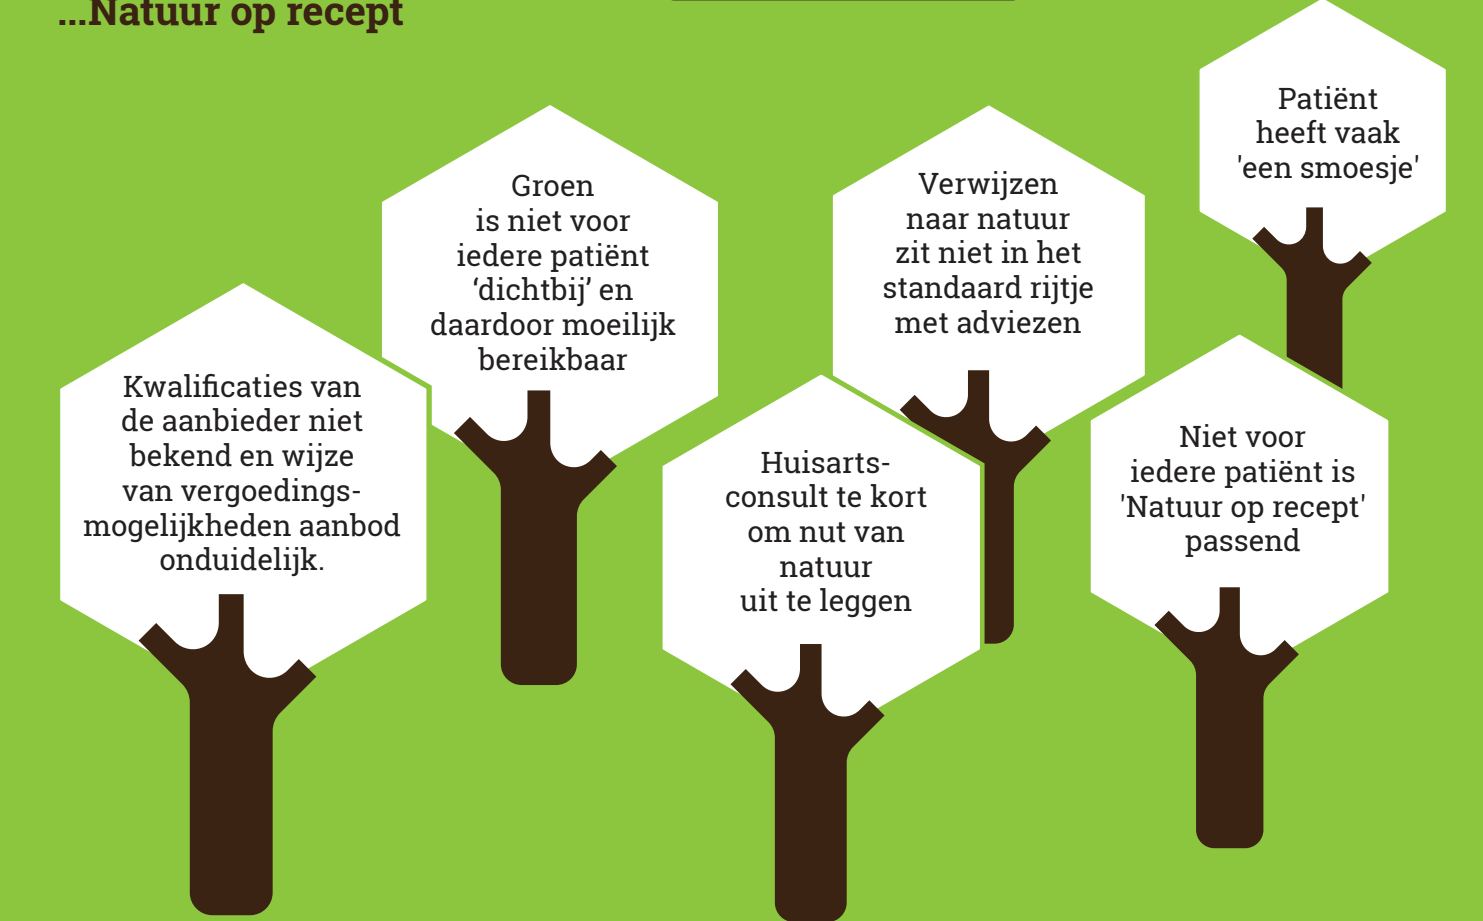 ...Natuur op recept
Kwalificaties van
de aanbieder niet
bekend en wijze
van vergoedings-
mogelijkheden aanbod
onduidelijk.
Groen
is niet voor
iedere patiënt
‘dichtbij’ en
daardoor moeilijk
bereikbaar
Huisarts-
consult te kort
om nut van
natuur
uit te leggen
Verwijzen
naar natuur
zit niet in het
standaard rijtje
met adviezen
Niet voor
iedere patiënt is
'Natuur op recept'
passend
Patiënt
heeft vaak
'een smoesje'